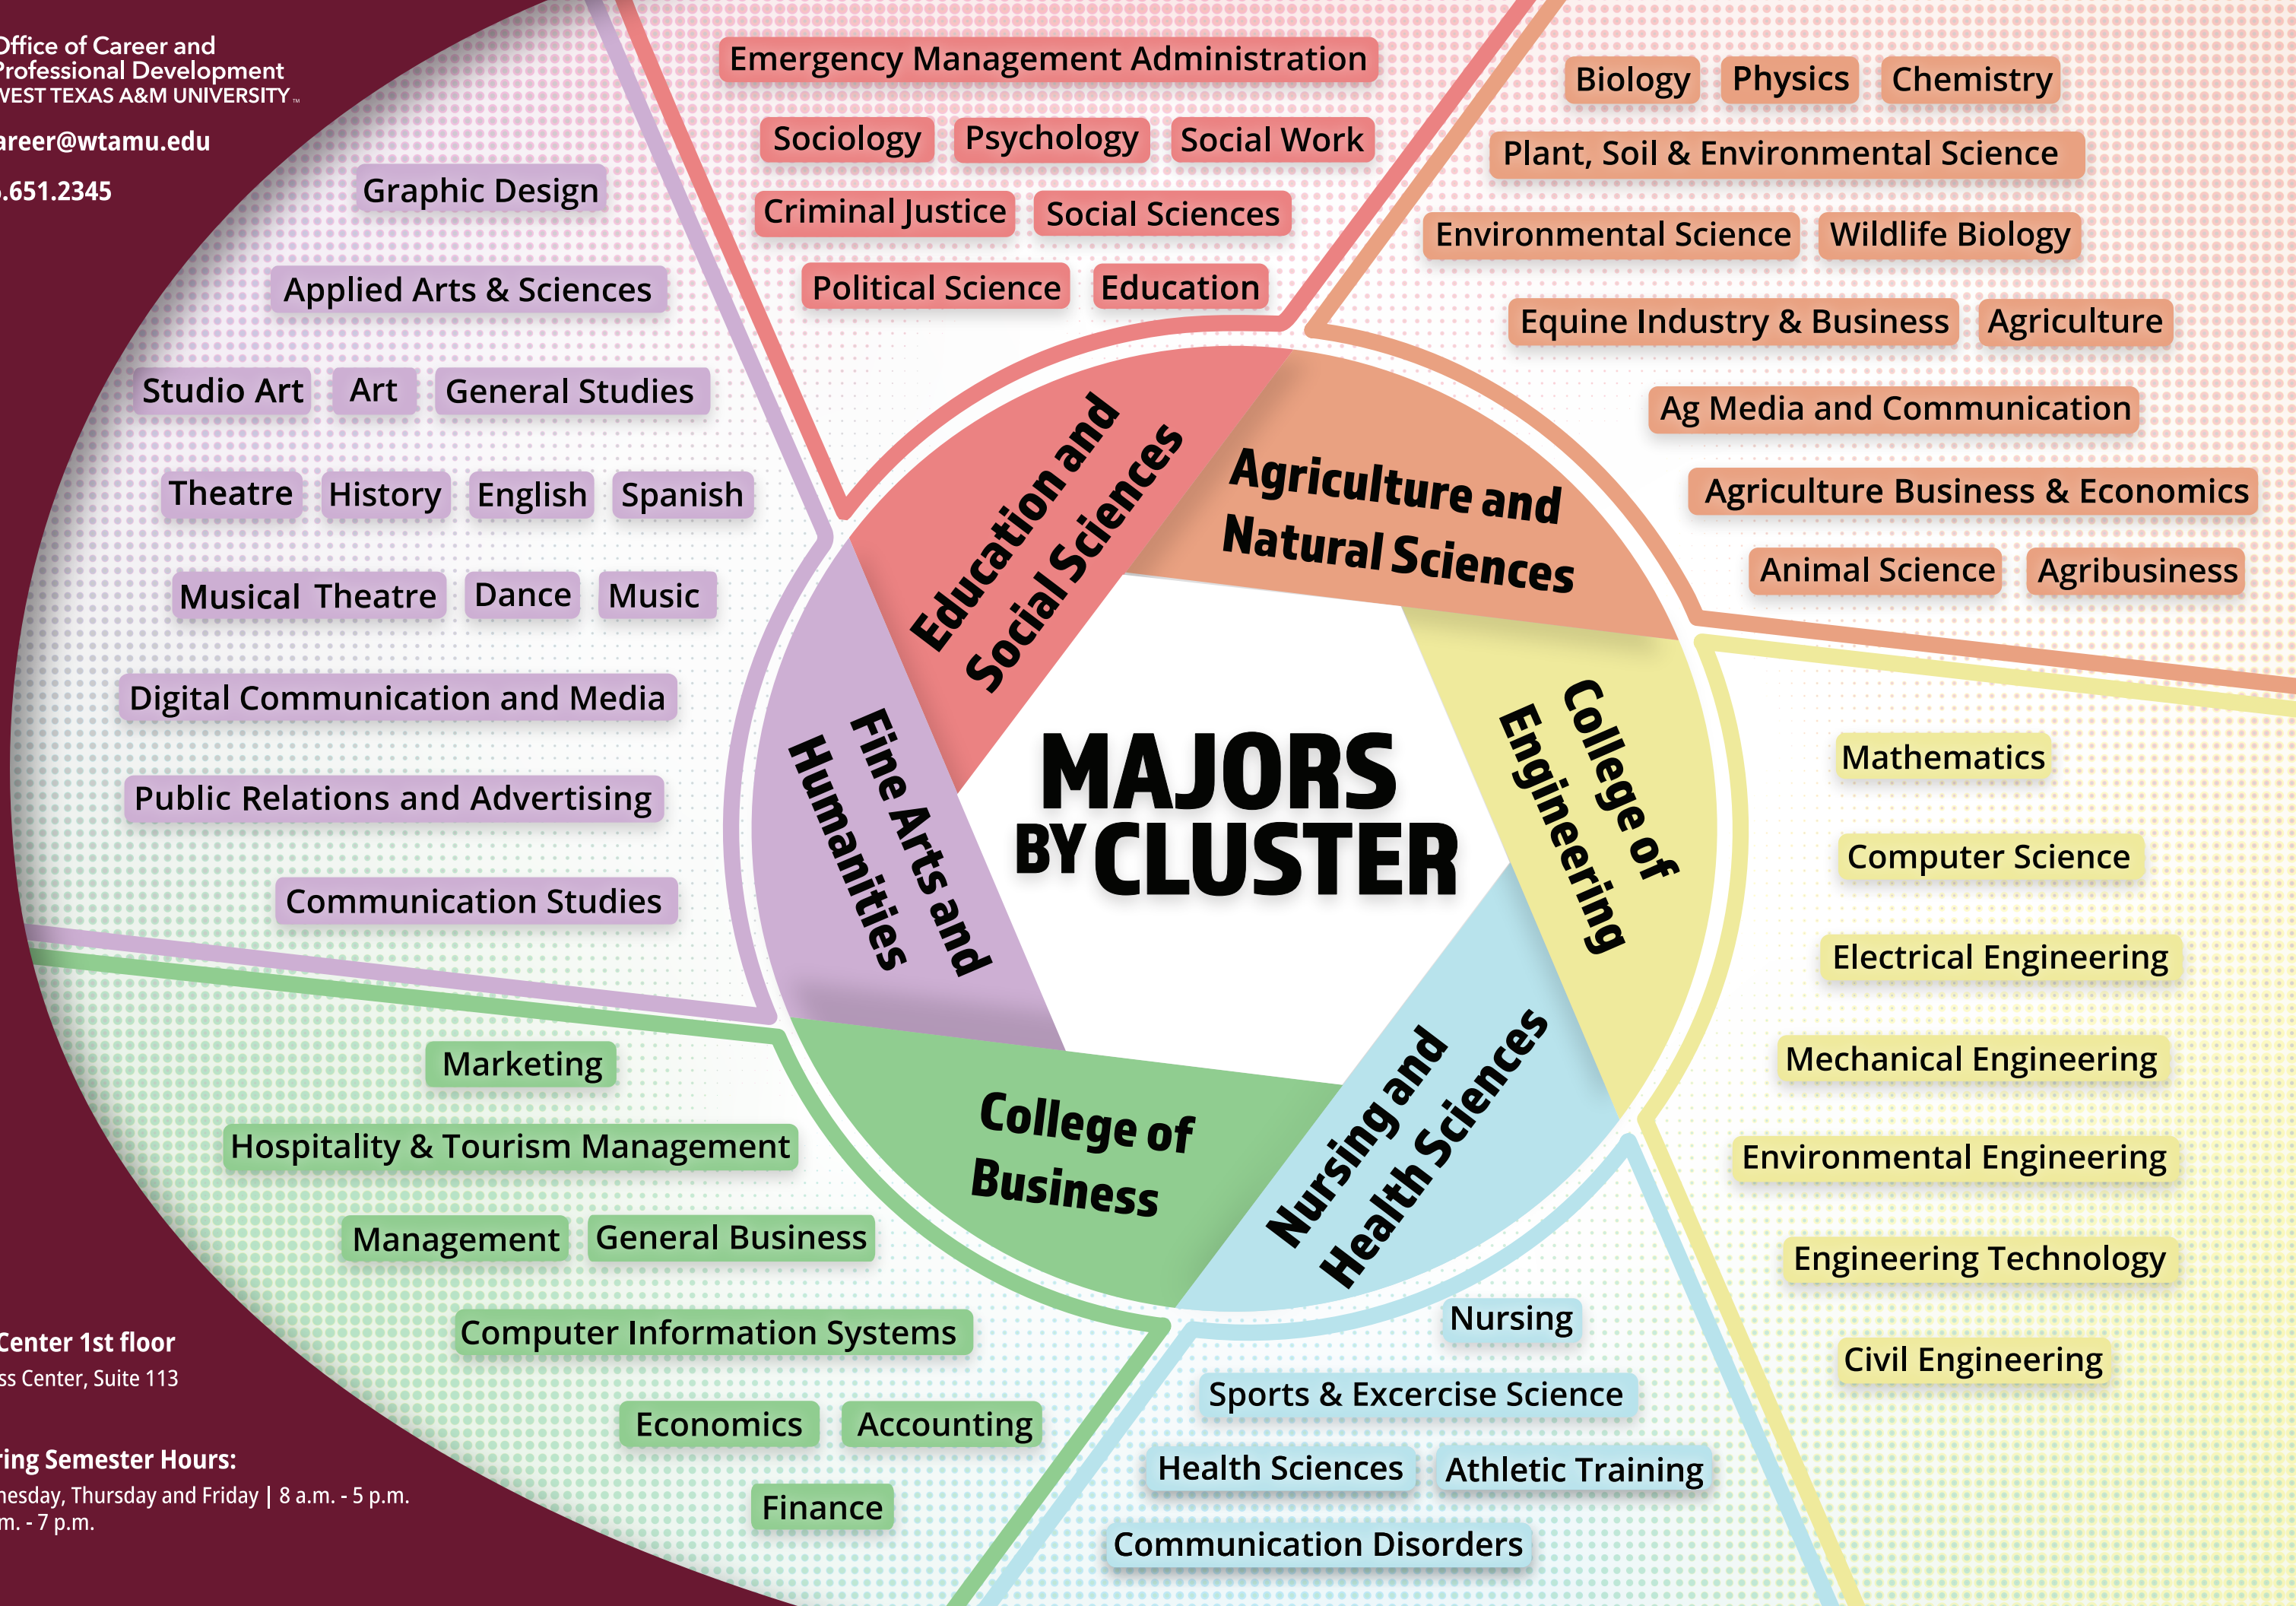 Office of Career and
Professional Development
WEST TEXAS A&M UNIVERSITY™
career@wtamu.edu
.651.2345
Center 1st floor
Center, Suite 113
Semester Hours:
Thursday and Friday | 8 a.m. - 5 p.m.
- 7 p.m.
MAJORS
BY CLUSTER
Education and
Social Sciences
Emergency Management Administration
Sociology Psychology Social Work
Criminal Justice Social Sciences
Political Science Education
Agriculture and
Natural Sciences
Biology Physics Chemistry
Plant, Soil & Environmental Science
Environmental Science Wildlife Biology
Equine Industry & Business Agriculture
Ag Media and Communication
Agriculture Business & Economics
Animal Science Agribusiness
College of
Engineering
Mathematics
Computer Science
Electrical Engineering
Mechanical Engineering
Environmental Engineering
Engineering Technology
Civil Engineering
Nursing and
Health Sciences
Nursing
Sports & Excercise Science
Health Sciences Athletic Training
Communication Disorders
College of
Business
Marketing
Hospitality & Tourism Management
Management General Business
Computer Information Systems
Economics Accounting
Finance
Fine Arts and
Humanities
Graphic Design
Applied Arts & Sciences
Studio Art Art General Studies
Theatre History English Spanish
Musical Theatre Dance Music
Digital Communication and Media
Public Relations and Advertising
Communication Studies